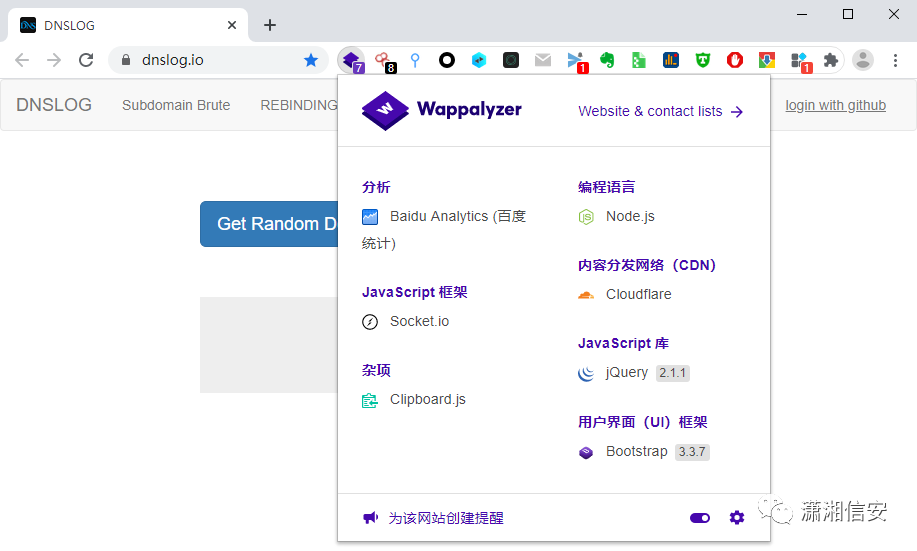 DNSLOG
dnslog.io
7
8
1
1
DNSLOG Subdomain Brute REBINDING login with github
Wappalyzer Website & contact lists
分析
Baidu Analytics (百度
统计)
JavaScript 框架
Socket.io
杂项
Clipboard.js
编程语言
Node.js
内容分发网络（CDN）
Cloudflare
JavaScript 库
jQuery 2.1.1
用户界面（UI）框架
Bootstrap 3.3.7
Get Random D
为该网站创建提醒
潇湘信安